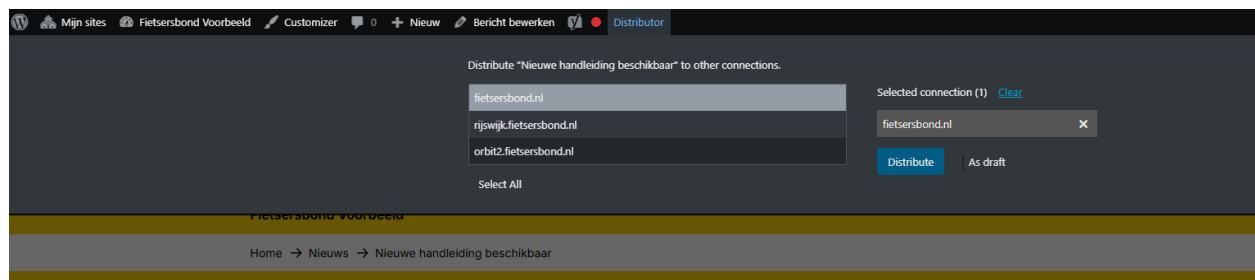 Mijn sites Fietsersbond Voorbeeld Customizer 0 Nieuw Bericht bewerken Distributor
Distribute "Nieuwe handleiding beschikbaar" to other connections.
fietsersbond.nl
rijswijk.fietsersbond.nl
orbit2.fietsersbond.nl
Select All
Selected connection (1) Clear
fietsersbond.nl
Distribute As draft
Fietsersbond Voorbeeld
Home → Nieuws → Nieuwe handleiding beschikbaar